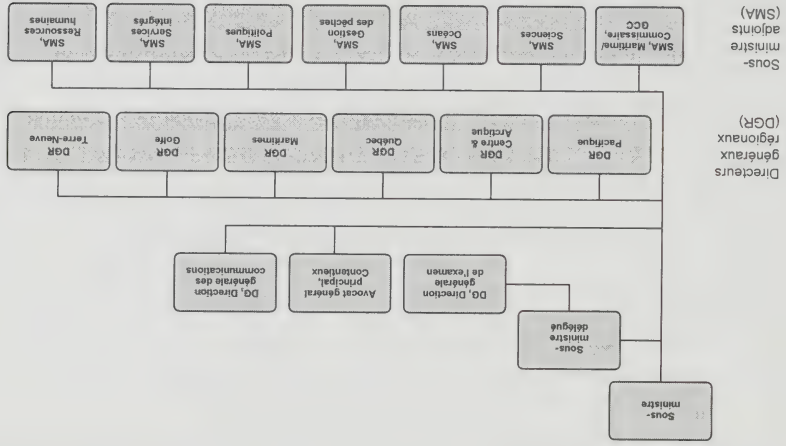 Sous-
ministre
Sous-
ministre
délégué
DG, Direction
générale
de l'examen
Avocat général
principal,
Contentieux
DG, Direction
générale des
communications
Directeurs
généraux
régionaux
(DGR)
DGR
Pacifique
DGR
Centre &
Arctique
DGR
Québec
DGR
Maritimes
DGR
Golfe
DGR
Terre-Neuve
Sous-
ministre
adjoints
(SMA)
SMA, Maritime/
Commissaire,
GCC
SMA,
Sciences
SMA,
Océans
SMA,
Gestion
des pêches
SMA,
Politiques
SMA,
Services
intégrés
SMA,
Ressources
humaines